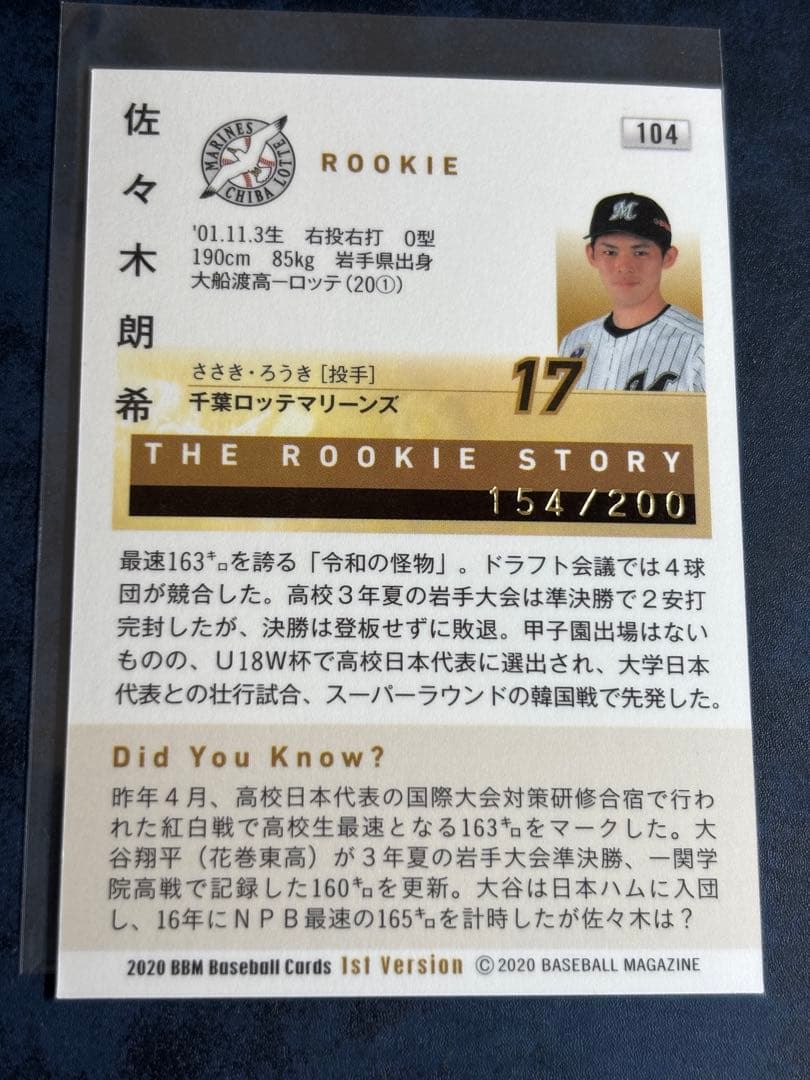 佐々木朗希
MARINES
CHIBA LOTTE
ROOKIE
104
'01.11.3生 右投右打 O型
190cm 85kg 岩手県出身
大船渡高ーロッテ(20①)
M
ささき・ろうき [投手]
千葉ロッテマリーンズ
17
THE ROOKIE STORY
154/200
最速163㌔を誇る「令和の怪物」。ドラフト会議では4球
団が競合した。高校3年夏の岩手大会は準決勝で2安打
完封したが、決勝は登板せずに敗退。甲子園出場はない
ものの、U18W杯で高校日本代表に選出され、大学日本
代表との壮行試合、スーパーラウンドの韓国戦で先発した。
Did You Know?
昨年4月、高校日本代表の国際大会対策研修合宿で行わ
れた紅白戦で高校生最速となる163㌔をマークした。大
谷翔平(花巻東高)が3年夏の岩手大会準決勝、一関学
院高戦で記録した160㌔を更新。大谷は日本ハムに入団
し、16年にNPB最速の165㌔を計時したが佐々木は?
2020 BBM Baseball Cards 1st Version ©2020 BASEBALL MAGAZINE